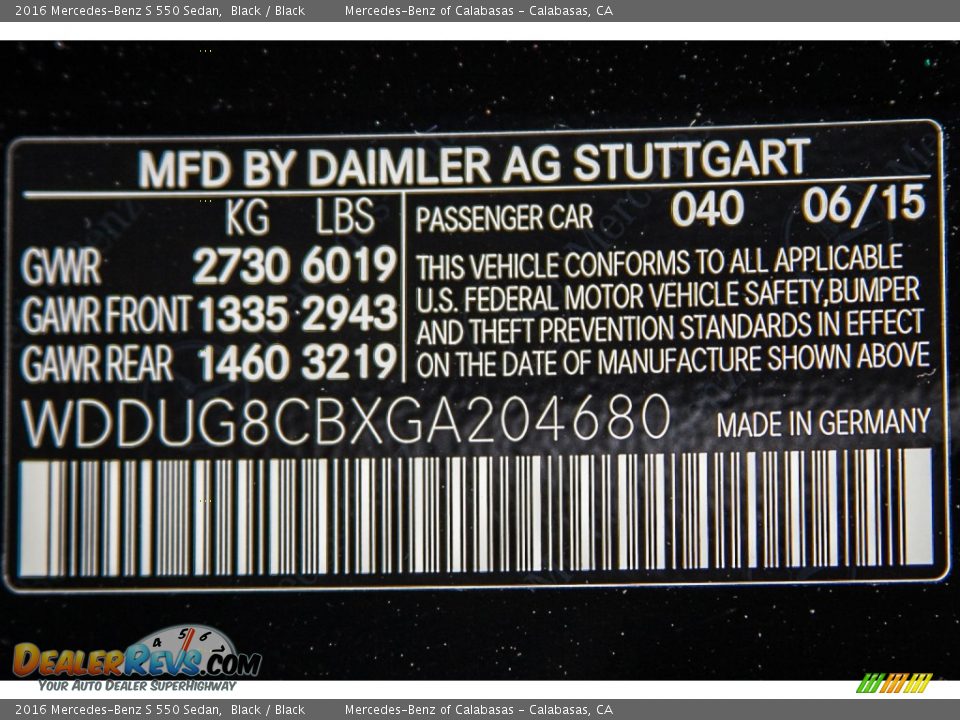 2016 Mercedes-Benz S 550 Sedan, Black / Black Mercedes-Benz of Calabasas - Calabasas, CA
MFD BY DAIMLER AG STUTTGART
KG LBS
GVWR 2730 6019
GAWR FRONT 1335 2943
GAWR REAR 1460 3219
PASSENGER CAR 040 06/15
THIS VEHICLE CONFORMS TO ALL APPLICABLE
U.S. FEDERAL MOTOR VEHICLE SAFETY,BUMPER
AND THEFT PREVENTION STANDARDS IN EFFECT
ON THE DATE OF MANUFACTURE SHOWN ABOVE
WDDUG8CBXGA204680 MADE IN GERMANY
4 5 6
DEALERREVS.COM
YOUR AUTO DEALER SUPERHIGHWAY
2016 Mercedes-Benz S 550 Sedan, Black / Black Mercedes-Benz of Calabasas - Calabasas, CA